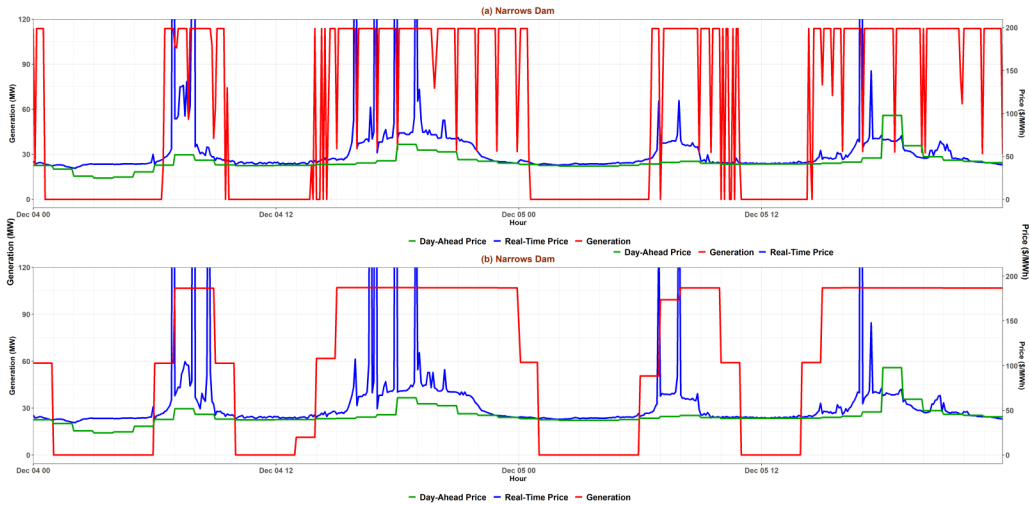 (a) Narrows Dam
Generation (MW)
120
90
60
30
0
200
150
100
50
0
Price ($/MWh)
Dec 04 00
Dec 04 12
Dec 05 00
Dec 05 12
Hour
Day-Ahead Price Real-Time Price Generation
Generation (MW)
Price ($/MWh)
Day-Ahead Price Generation Real-Time Price
(b) Narrows Dam
Generation (MW)
120
90
60
30
0
200
150
100
50
0
Price ($/MWh)
Dec 04 00
Dec 04 12
Dec 05 00
Dec 05 12
Hour
Day-Ahead Price Real-Time Price Generation